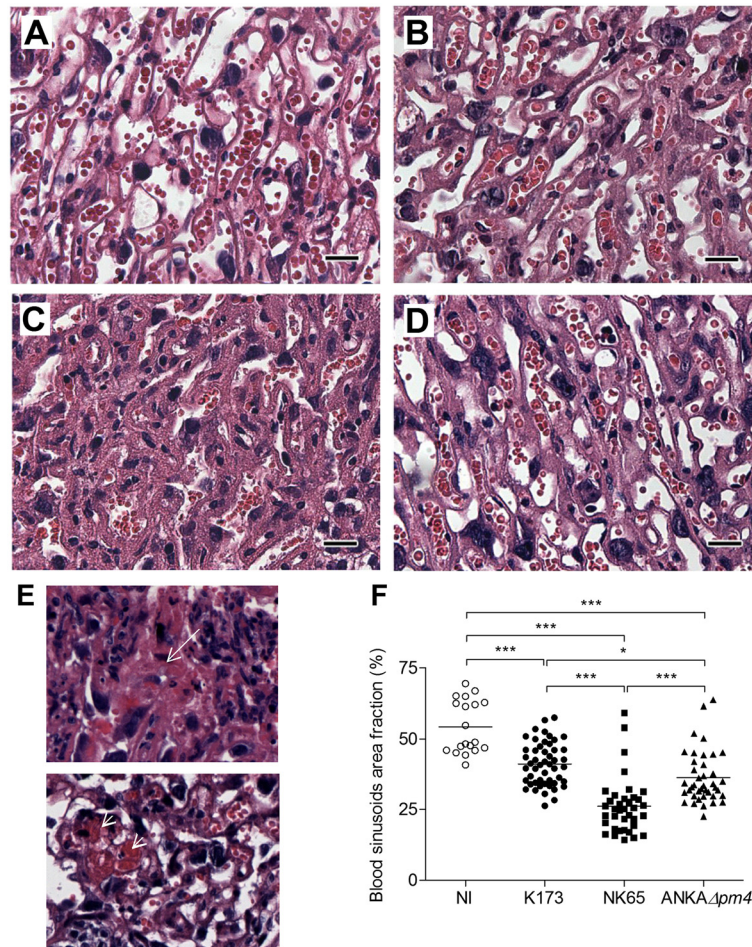 A
B
C
D
E
F
***
***
***
*
***
***
Blood sinusoids area fraction (%)
75
50
25
0
NI
K173
NK65
ANKAΔpm4